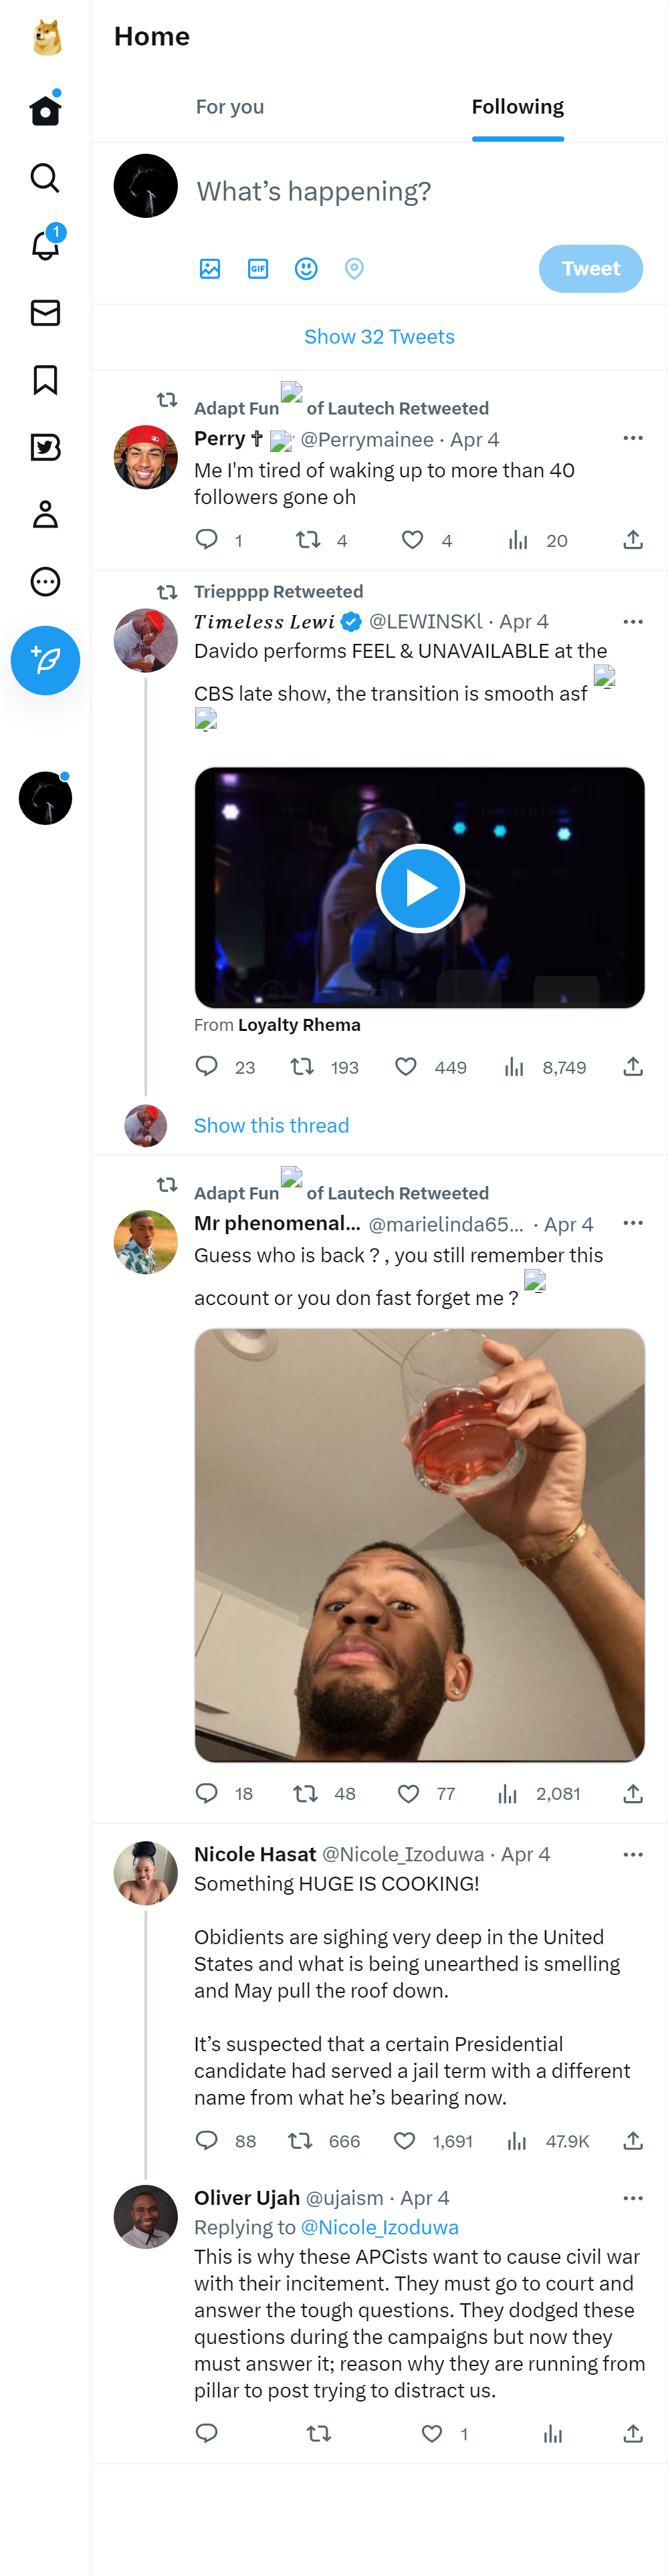 Home
For you
Following
What’s happening?
GIF
Tweet
1
Show 32 Tweets
Adapt Fun of Lautech Retweeted
Perry ✞ @Perrymainee · Apr 4
Me I'm tired of waking up to more than 40
followers gone oh
1 4 4 20
Triepppp Retweeted
𝑇𝑖𝑚𝑒𝑙𝑒𝑠𝑠 𝐿𝑒𝑤𝑖 @LEWINSKl · Apr 4
Davido performs FEEL & UNAVAILABLE at the
CBS late show, the transition is smooth asf
From Loyalty Rhema
23 193 449 8,749
Show this thread
Adapt Fun of Lautech Retweeted
Mr phenomenal... @marielinda65... · Apr 4
Guess who is back ? , you still remember this
account or you don fast forget me ?
18 48 77 2,081
Nicole Hasat @Nicole_Izoduwa · Apr 4
Something HUGE IS COOKING!
Obidients are sighing very deep in the United
States and what is being unearthed is smelling
and May pull the roof down.
It’s suspected that a certain Presidential
candidate had served a jail term with a different
name from what he’s bearing now.
88 666 1,691 47.9K
Oliver Ujah @ujaism · Apr 4
Replying to @Nicole_Izoduwa
This is why these APCists want to cause civil war
with their incitement. They must go to court and
answer the tough questions. They dodged these
questions during the campaigns but now they
must answer it; reason why they are running from
pillar to post trying to distract us.
1